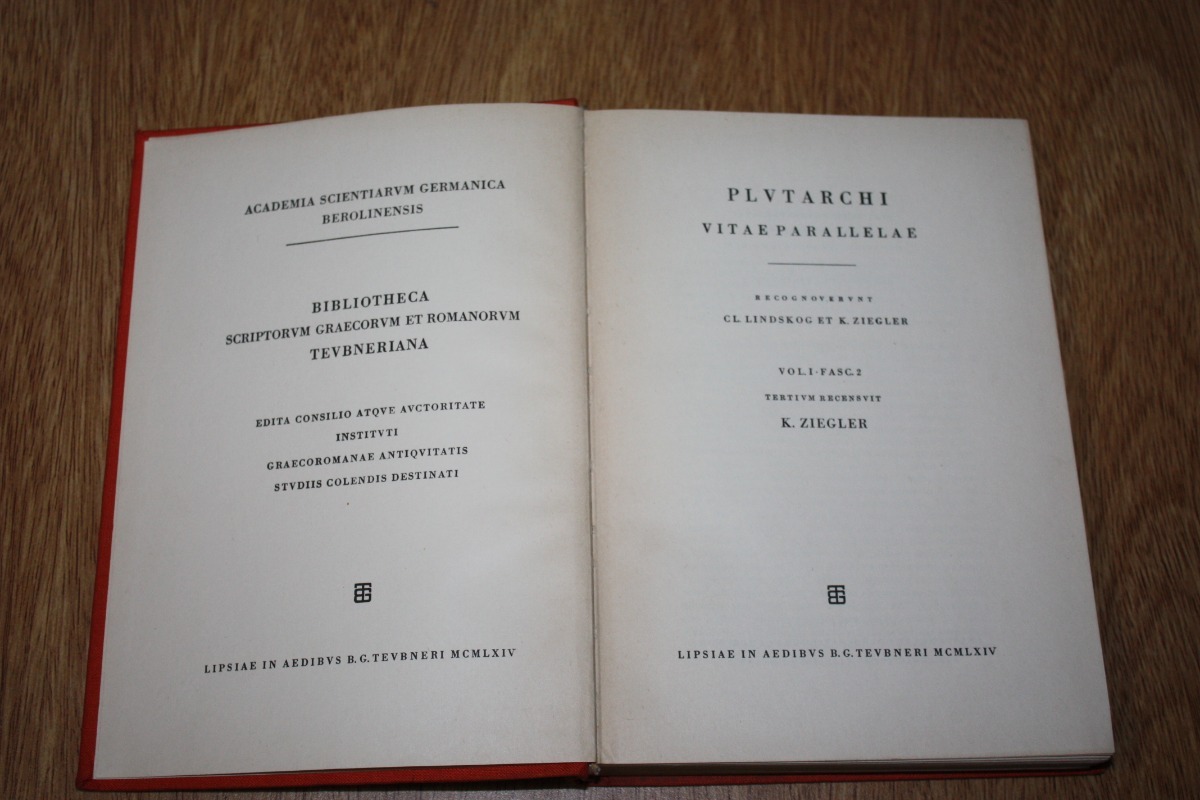 ACADEMIA SCIENTIARVM GERMANICA
BEROLINENSIS
BIBLIOTHECA
SCRIPTORVM GRAECORVM ET ROMANORVM
TEVBNERIANA
EDITA CONSILIO ATQVE AVCTORITATE
INSTITVTI
GRAECOROMANAE ANTIQVITATIS
STVDIIS COLENDIS DESTINATI
LIPSIAE IN AEDIBVS B.G. TEVBNERI MCMLXIV
PLVTARCHI
VITAE PARALLELAE
RECOGNOVERVNT
CL. LINDSKOG ET K. ZIEGLER
VOL. I · FASC. 2
TERTIVM RECENSVIT
K. ZIEGLER
LIPSIAE IN AEDIBVS B.G. TEVBNERI MCMLXIV